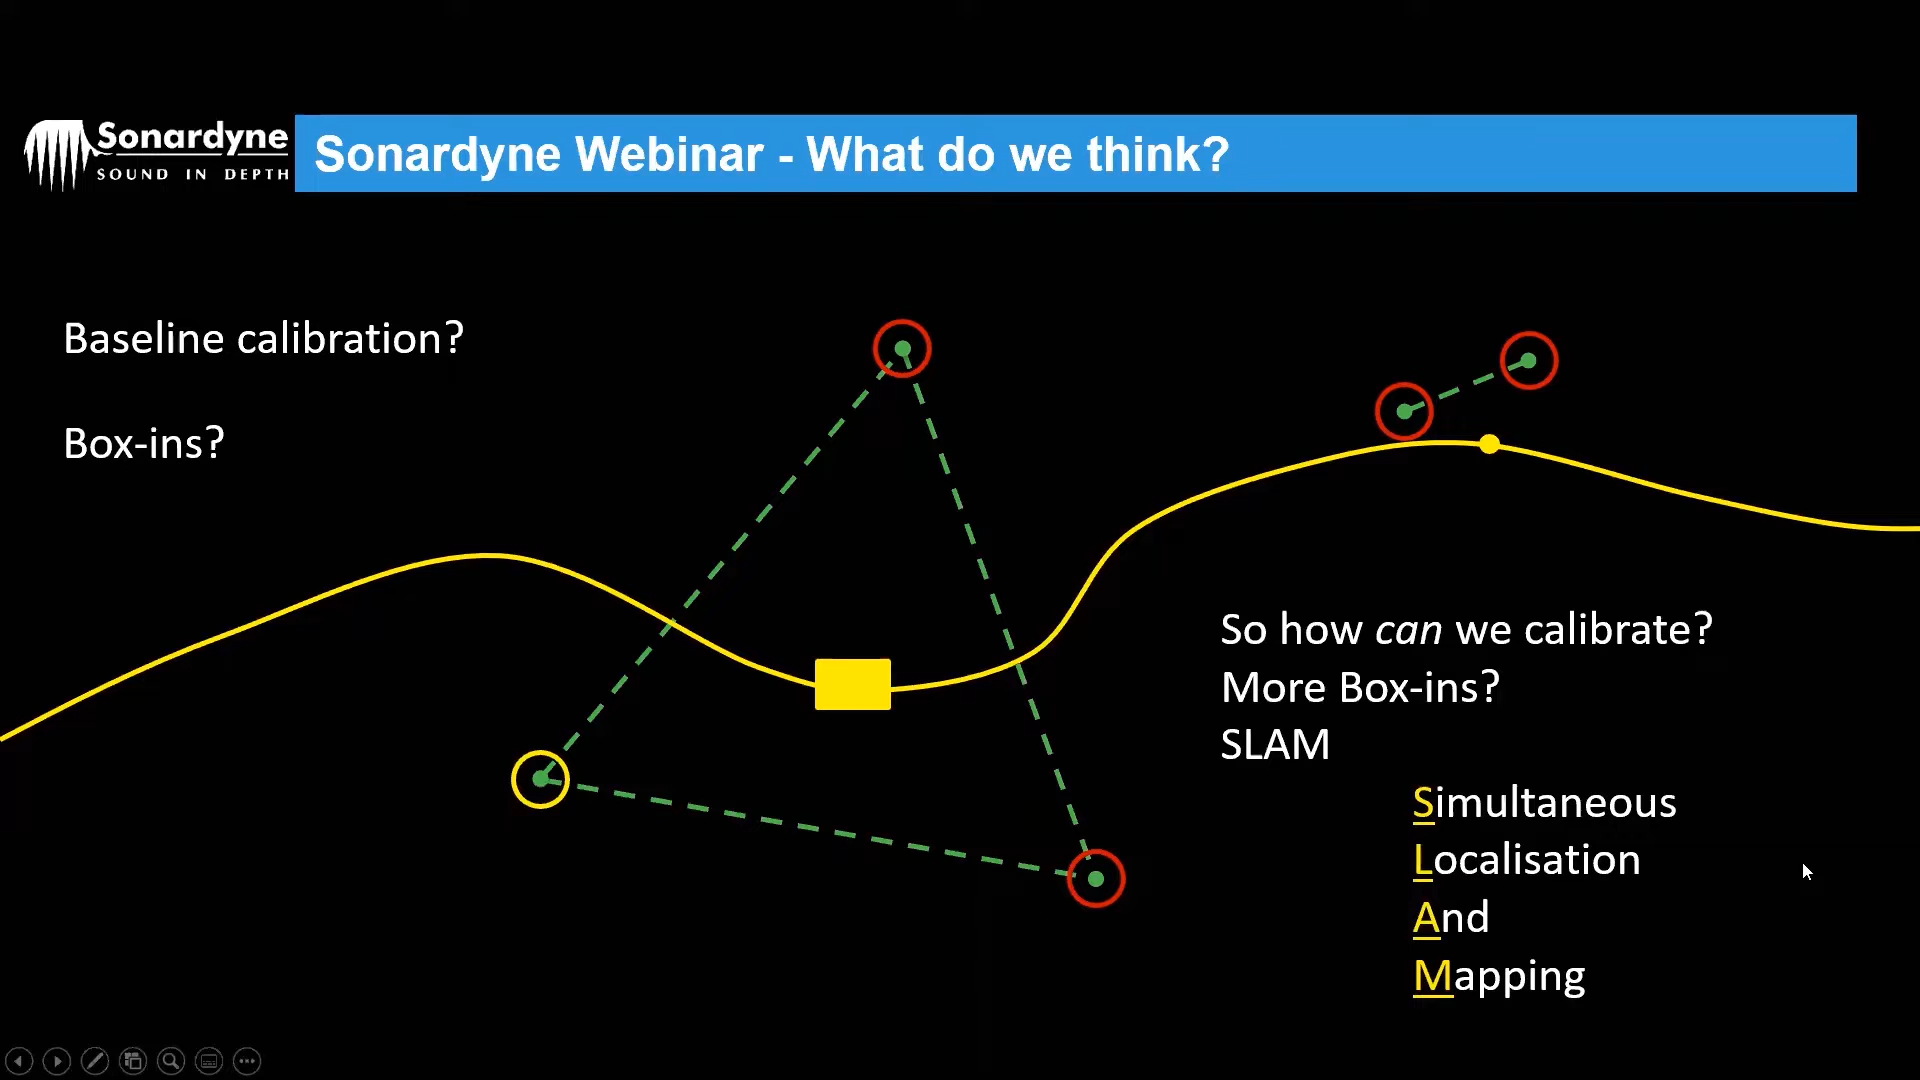 Sonardyne
SOUND IN DEPTH
Sonardyne Webinar - What do we think?
Baseline calibration?
Box-ins?
So how can we calibrate?
More Box-ins?
SLAM
Simultaneous
Localisation
And
Mapping